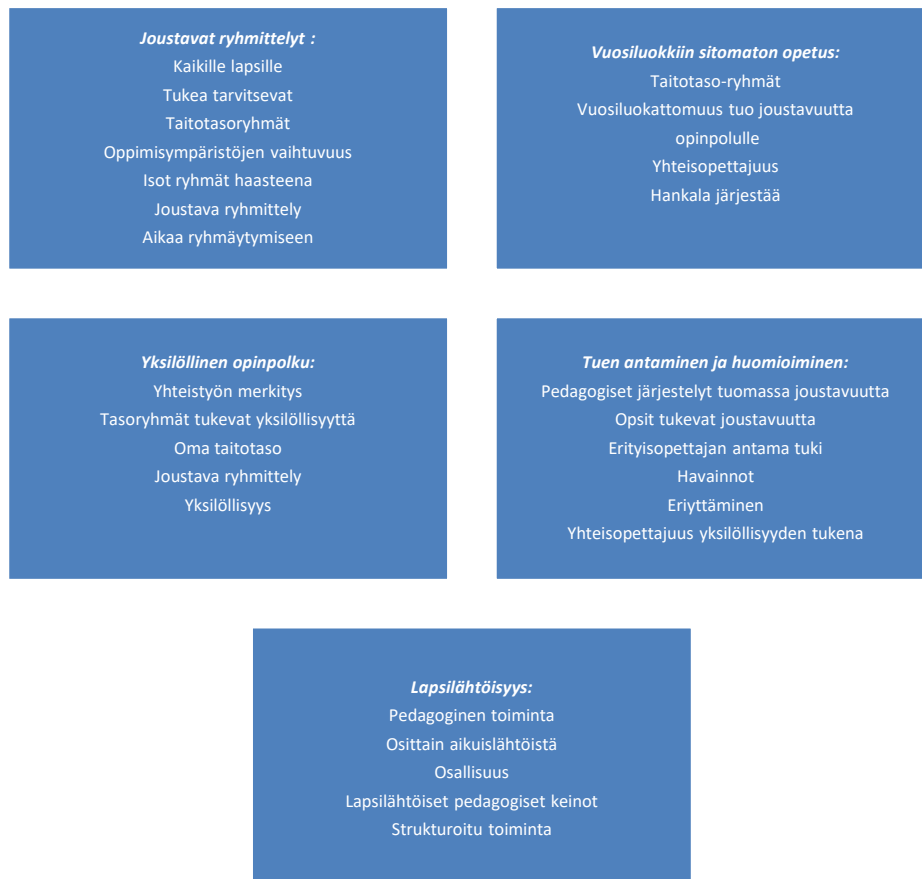 Joustavat ryhmittelyt :
Kaikille lapsille
Tukea tarvitsevat
Taitotasoryhmät
Oppimisympäristöjen vaihtuvuus
Isot ryhmät haasteena
Joustava ryhmittely
Aikaa ryhmäytymiseen
Vuosiluokkiin sitomaton opetus:
Taitotaso-ryhmät
Vuosiluokattomuus tuo joustavuutta
opinpolulle
Yhteisopettajuus
Hankala järjestää
Yksilöllinen opinpolku:
Yhteistyön merkitys
Tasoryhmät tukevat yksilöllisyyttä
Oma taitotaso
Joustava ryhmittely
Yksilöllisyys
Tuen antaminen ja huomioiminen:
Pedagogiset järjestelyt tuomassa joustavuutta
Opsit tukevat joustavuutta
Erityisopettajan antama tuki
Havainnot
Eriyttäminen
Yhteisopettajuus yksilöllisyyden tukena
Lapsilähtöisyys:
Pedagoginen toiminta
Osittain aikuislähtöistä
Osallisuus
Lapsilähtöiset pedagogiset keinot
Strukturoitu toiminta